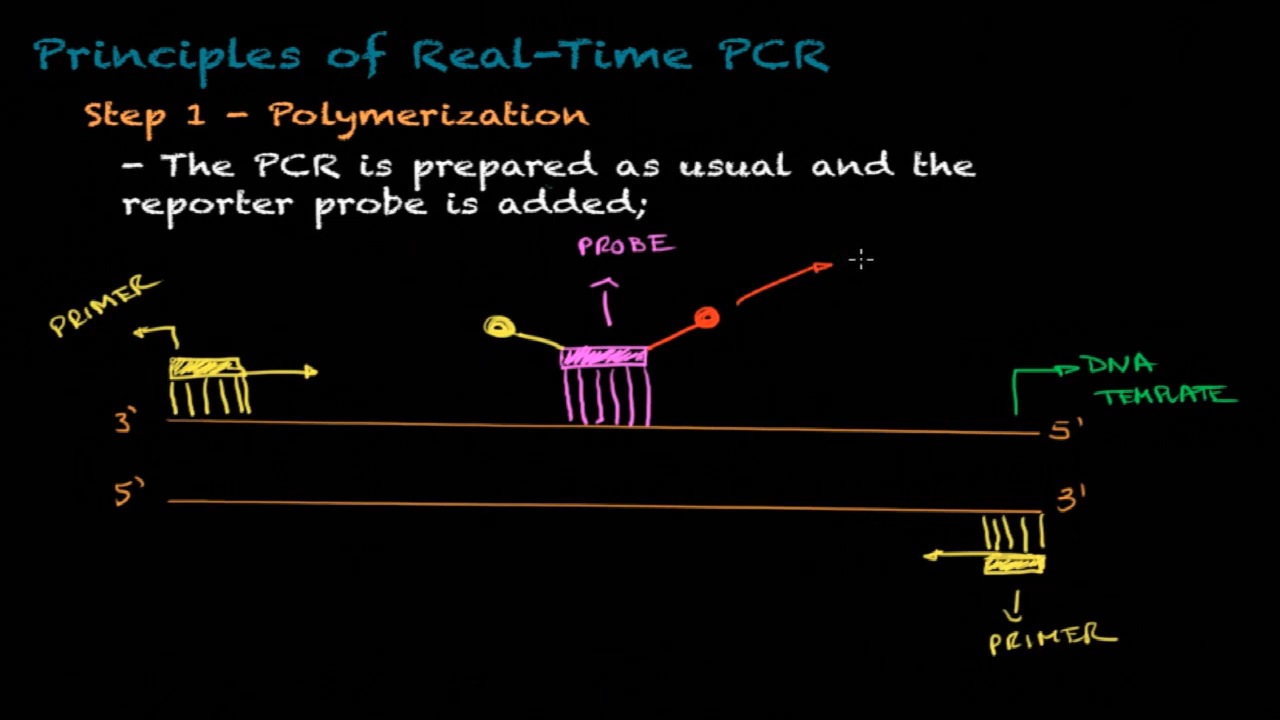 Principles of Real-Time PCR
Step 1 - Polymerization
- The PCR is prepared as usual and the
reporter probe is added;
PROBE
PRIMER
DNA
TEMPLATE
3'
5'
5'
3'
PRIMER